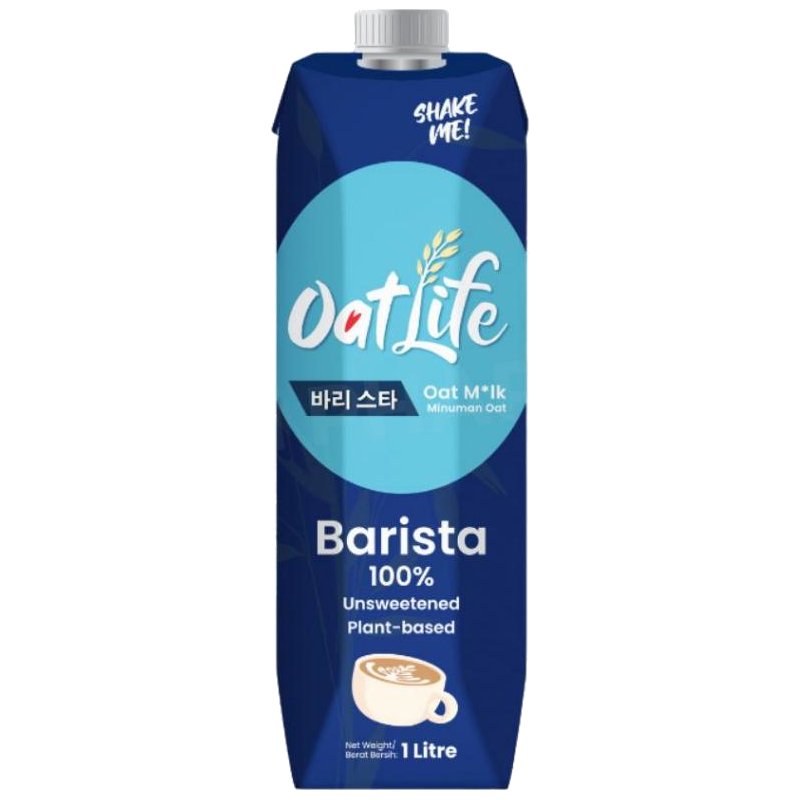 SHAKE
ME!
OatLife
바리 스타
Oat M*lk
Minuman Oat
Barista
100%
Unsweetened
Plant-based
Net Weight/
Berat Bersih: 1 Litre